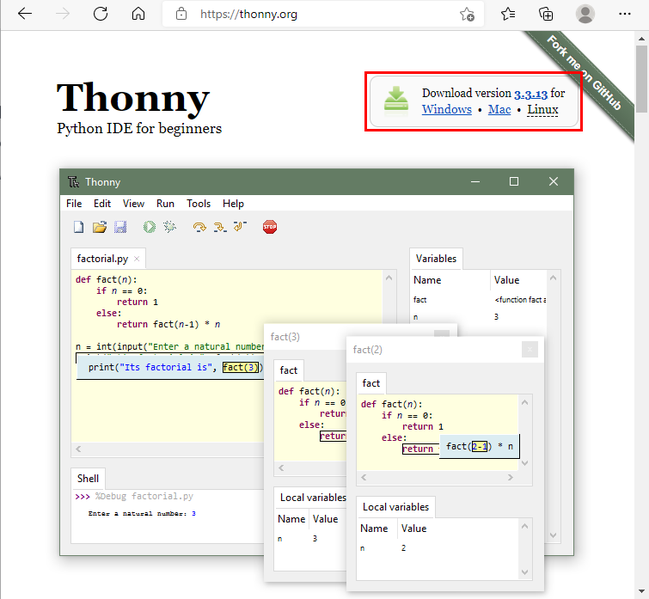 https://thonny.org
Fork me on GitHub
Thonny
Python IDE for beginners
Download version 3.3.13 for
Windows • Mac • Linux
Thonny
File Edit View Run Tools Help
STOP
factorial.py ×
def fact(n):
if n == 0:
return 1
else:
return fact(n-1) * n
n = int(input("Enter a natural number
print("Its factorial is", fact(3))
Variables
Name Value
fact <function fact a
n 3
Shell
>>> %Debug factorial.py
Enter a natural number: 3
fact(3)
fact
def fact(n):
if n == 0
retur
else:
retur
Local variables
Name Value
n 3
fact(2)
fact
def fact(n):
if n == 0:
return 1
else:
return
fact(2-1) * n
Local variables
Name Value
n 2